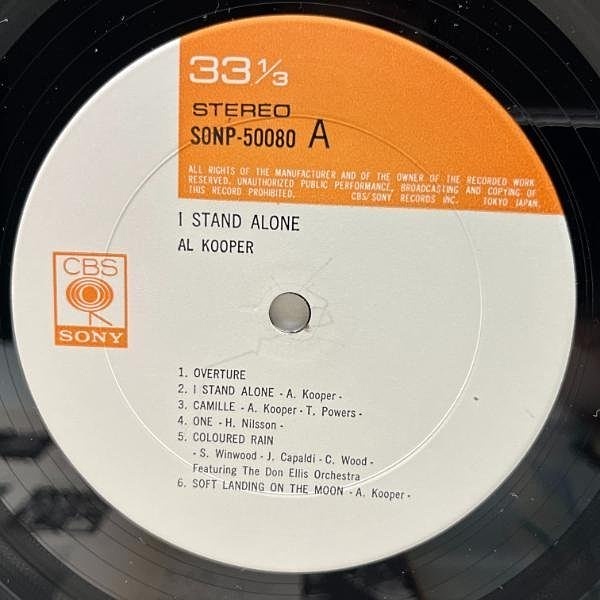 33 1/3
STEREO
SONP-50080 A
ALL RIGHTS OF THE MANUFACTURER AND OF THE OWNER OF THE RECORDED WORK
RESERVED. UNAUTHORIZED PUBLIC PERFORMANCE, BROADCASTING AND COPYING OF
THIS RECORD PROHIBITED. CBS/SONY RECORDS INC. TOKYO JAPAN.
I STAND ALONE
AL KOOPER
CBS
SONY
1. OVERTURE
2. I STAND ALONE - A. Kooper -
3. CAMILLE - A. Kooper - T. Powers -
4. ONE - H. Nilsson -
5. COLOURED RAIN
- S. Winwood - J. Capaldi - C. Wood -
Featuring The Don Ellis Orchestra
6. SOFT LANDING ON THE MOON - A. Kooper -